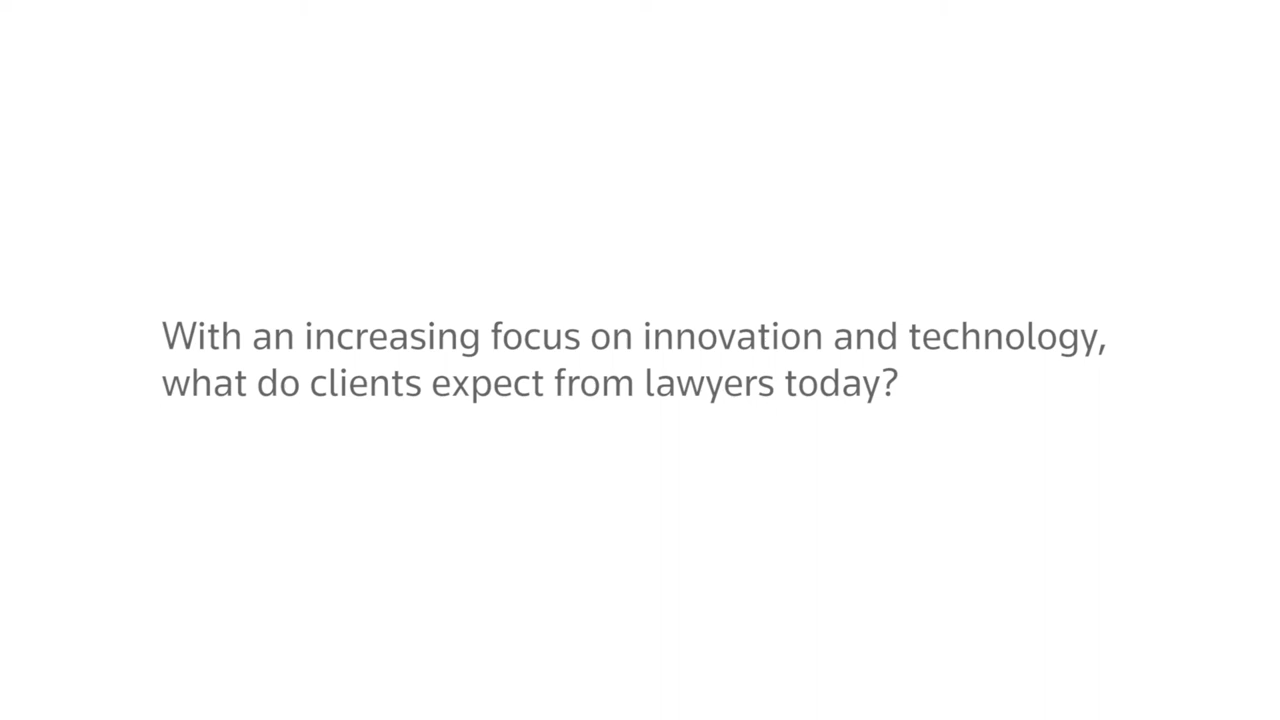 With an increasing focus on innovation and technology,
what do clients expect from lawyers today?